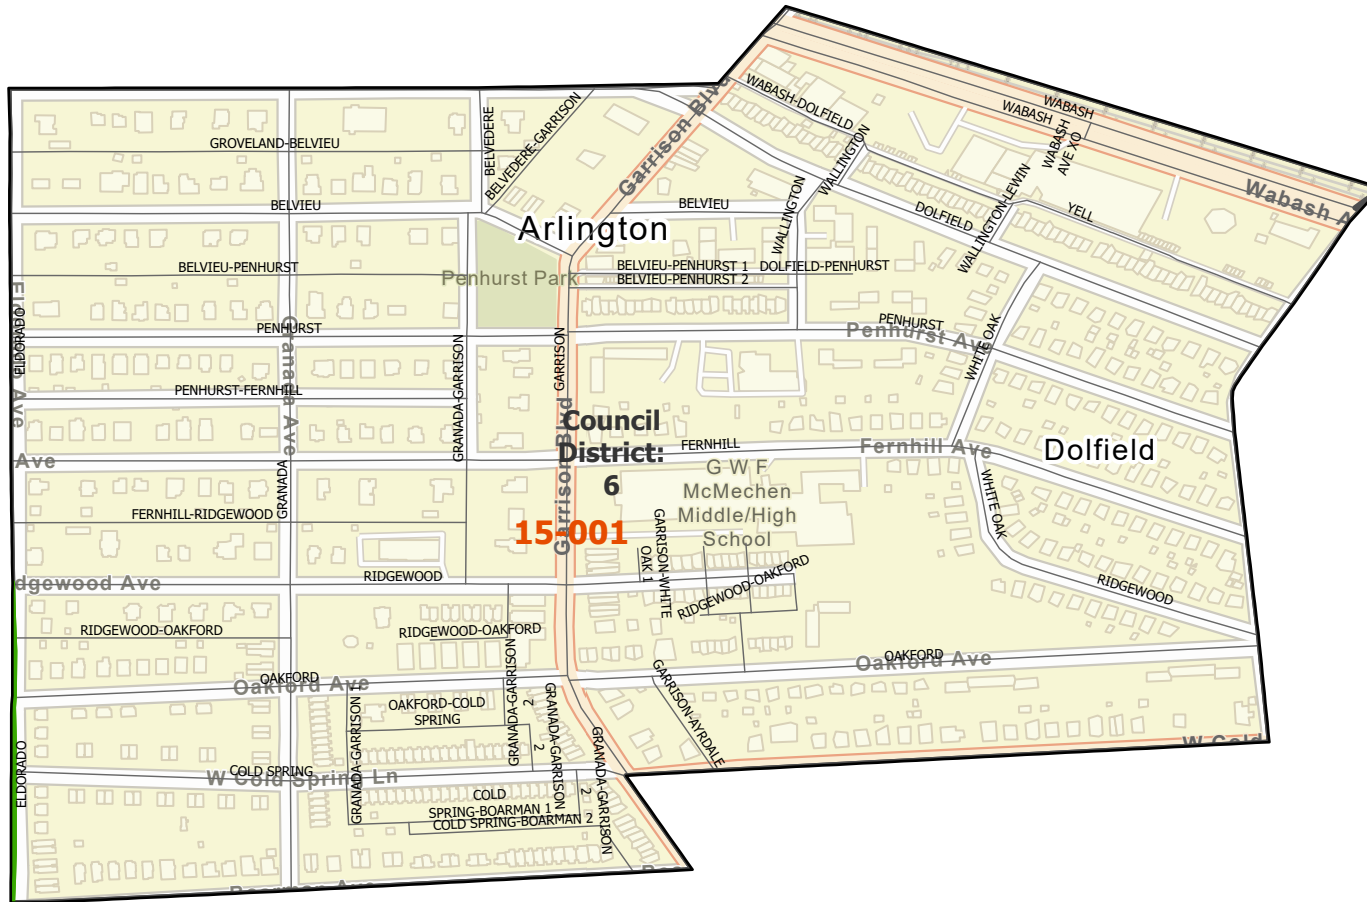 WABASH-DOLFIELD
WABASH
WABASH
WABASH
AVE XO
Garrison Blvd
BELVEDERE
BELVEDERE-GARRISON
GROVELAND-BELVIEU
WALLINGTON
WALLINGTON
WALLINGTON-LEWIN
Wabash A
YELL
DOLFIELD
BELVIEU
BELVIEU
Arlington
BELVIEU-PENHURST
Penhurst Park
BELVIEU-PENHURST 1
DOLFIELD-PENHURST
BELVIEU-PENHURST 2
ELDORADO
PENHURST
PENHURST
Penhurst Ave
Granada Ave
GRANADA-GARRISON
GARRISON
WHITE OAK
PENHURST-FERNHILL
Council
District:
6
15-001
Garrison Blvd
FERNHILL
Fernhill Ave
Dolfield
Ave
GRANADA
G W F
McMechen
Middle/High
School
WHITE OAK
FERNHILL-RIDGEWOOD
GARRISON-WHITE
OAK 1
dgewood Ave
RIDGEWOOD
RIDGEWOOD-OAKFORD
RIDGEWOOD
RIDGEWOOD-OAKFORD
RIDGEWOOD-OAKFORD
OAKFORD
Oakford Ave
OAKFORD
Oakford Ave
GRANADA-GARRISON 1
OAKFORD-COLD
SPRING
GRANADA-GARRISON
2
GRANADA-GARRISON
2
GRANADA-GARRISON
2
GARRISON-AYRDALE
W Cold
ELDORADO
COLD SPRING
W Cold Spring Ln
COLD
SPRING-BOARMAN 1
COLD SPRING-BOARMAN 2